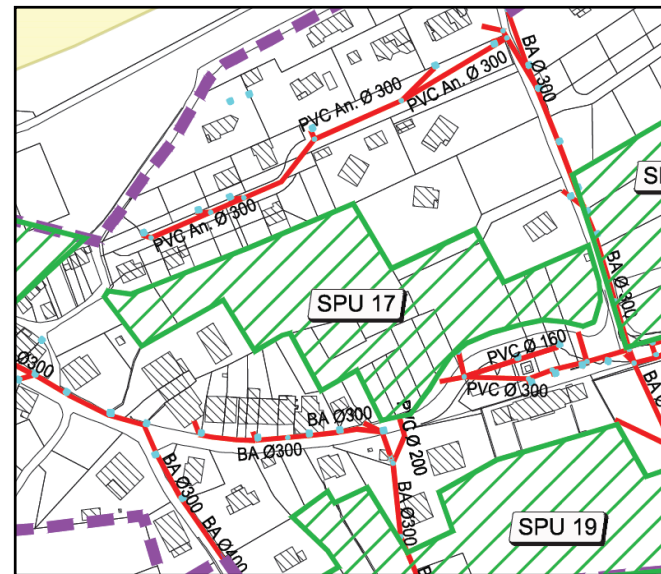 PVC An. Ø 300
PVC An. Ø 300
BA Ø 300
PVC An. Ø 300
BA Ø 300
SPU 17
PVC Ø 160
PVC Ø 300
Ø300
BA Ø300
BA Ø300
PVC Ø 200
BA Ø300
BA Ø400
BA Ø300
SPU 19